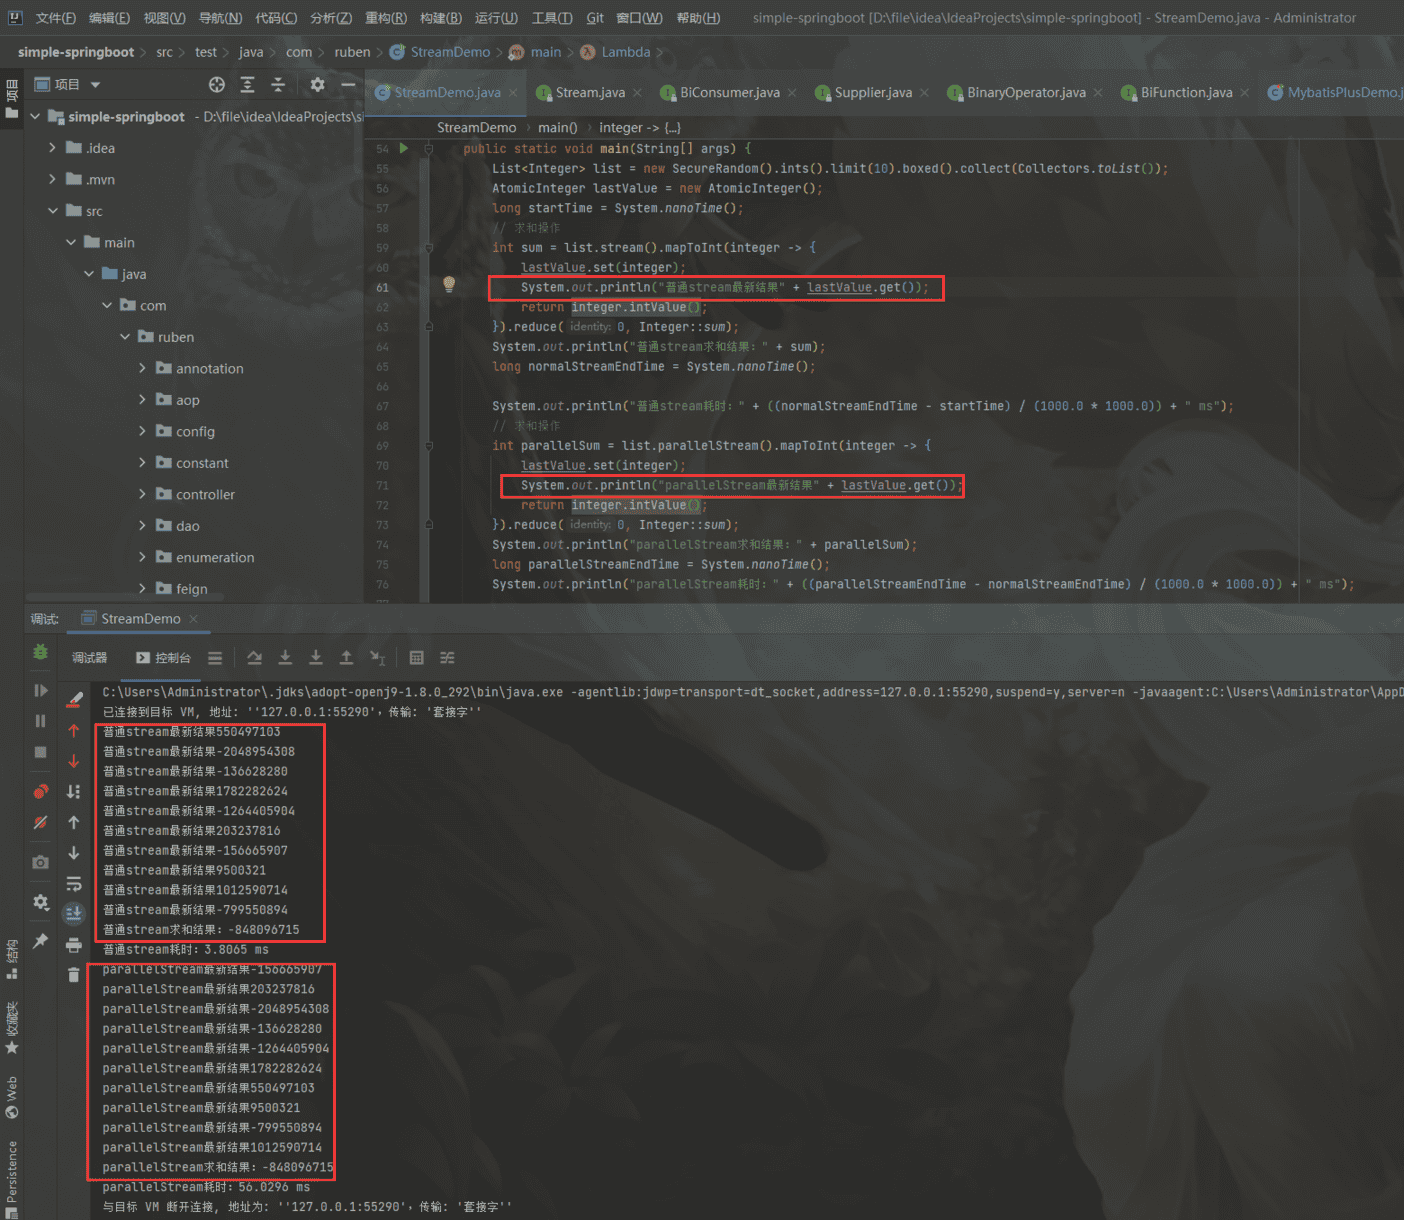 文件(F) 编辑(E) 视图(V) 导航(N) 代码(C) 分析(Z) 重构(R) 构建(B) 运行(U) 工具(T) Git 窗口(W) 帮助(H) simple-springboot [D:\file\idea\IdeaProjects\simple-springboot] - StreamDemo.java - Administrator
simple-springboot src test java com ruben StreamDemo main Lambda
项目
项目
StreamDemo.java Stream.java BiConsumer.java Supplier.java BinaryOperator.java BiFunction.java MybatisPlusDemo.j
simple-springboot - D:\file\idea\IdeaProjects\si
.idea
.mvn
src
main
java
com
ruben
annotation
aop
config
constant
controller
dao
enumeration
feign
StreamDemo main() integer -> {...}
54 public static void main(String[] args) {
55 List<Integer> list = new SecureRandom().ints().limit(10).boxed().collect(Collectors.toList());
56 AtomicInteger lastValue = new AtomicInteger();
57 long startTime = System.nanoTime();
58 // 求和操作
59 int sum = list.stream().mapToInt(integer -> {
60 lastValue.set(integer);
61 System.out.println("普通stream最新结果" + lastValue.get());
62 return integer.intValue();
63 }).reduce( identity: 0, Integer::sum);
64 System.out.println("普通stream求和结果：" + sum);
65 long normalStreamEndTime = System.nanoTime();
66
67 System.out.println("普通stream耗时：" + ((normalStreamEndTime - startTime) / (1000.0 * 1000.0)) + " ms");
68 // 求和操作
69 int parallelSum = list.parallelStream().mapToInt(integer -> {
70 lastValue.set(integer);
71 System.out.println("parallelStream最新结果" + lastValue.get());
72 return integer.intValue();
73 }).reduce( identity: 0, Integer::sum);
74 System.out.println("parallelStream求和结果：" + parallelSum);
75 long parallelStreamEndTime = System.nanoTime();
76 System.out.println("parallelStream耗时：" + ((parallelStreamEndTime - normalStreamEndTime) / (1000.0 * 1000.0)) + " ms");
调试: StreamDemo
调试器 控制台
C:\Users\Administrator\.jdks\adopt-openj9-1.8.0_292\bin\java.exe -agentlib:jdwp=transport=dt_socket,address=127.0.0.1:55290,suspend=y,server=n -javaagent:C:\Users\Administrator\AppD
已连接到目标 VM, 地址: ''127.0.0.1:55290'，传输: '套接字''
普通stream最新结果550497103
普通stream最新结果-2048954308
普通stream最新结果-136628280
普通stream最新结果1782282624
普通stream最新结果-1264405904
普通stream最新结果203237816
普通stream最新结果-156665907
普通stream最新结果9500321
普通stream最新结果1012590714
普通stream最新结果-799550894
普通stream求和结果：-848096715
普通stream耗时：3.8065 ms
parallelStream最新结果-156665907
parallelStream最新结果203237816
parallelStream最新结果-2048954308
parallelStream最新结果-136628280
parallelStream最新结果-1264405904
parallelStream最新结果1782282624
parallelStream最新结果550497103
parallelStream最新结果9500321
parallelStream最新结果-799550894
parallelStream最新结果1012590714
parallelStream求和结果：-848096715
parallelStream耗时：56.0296 ms
与目标 VM 断开连接, 地址为: ''127.0.0.1:55290'，传输: '套接字''
结构
收藏夹
Web
Persistence